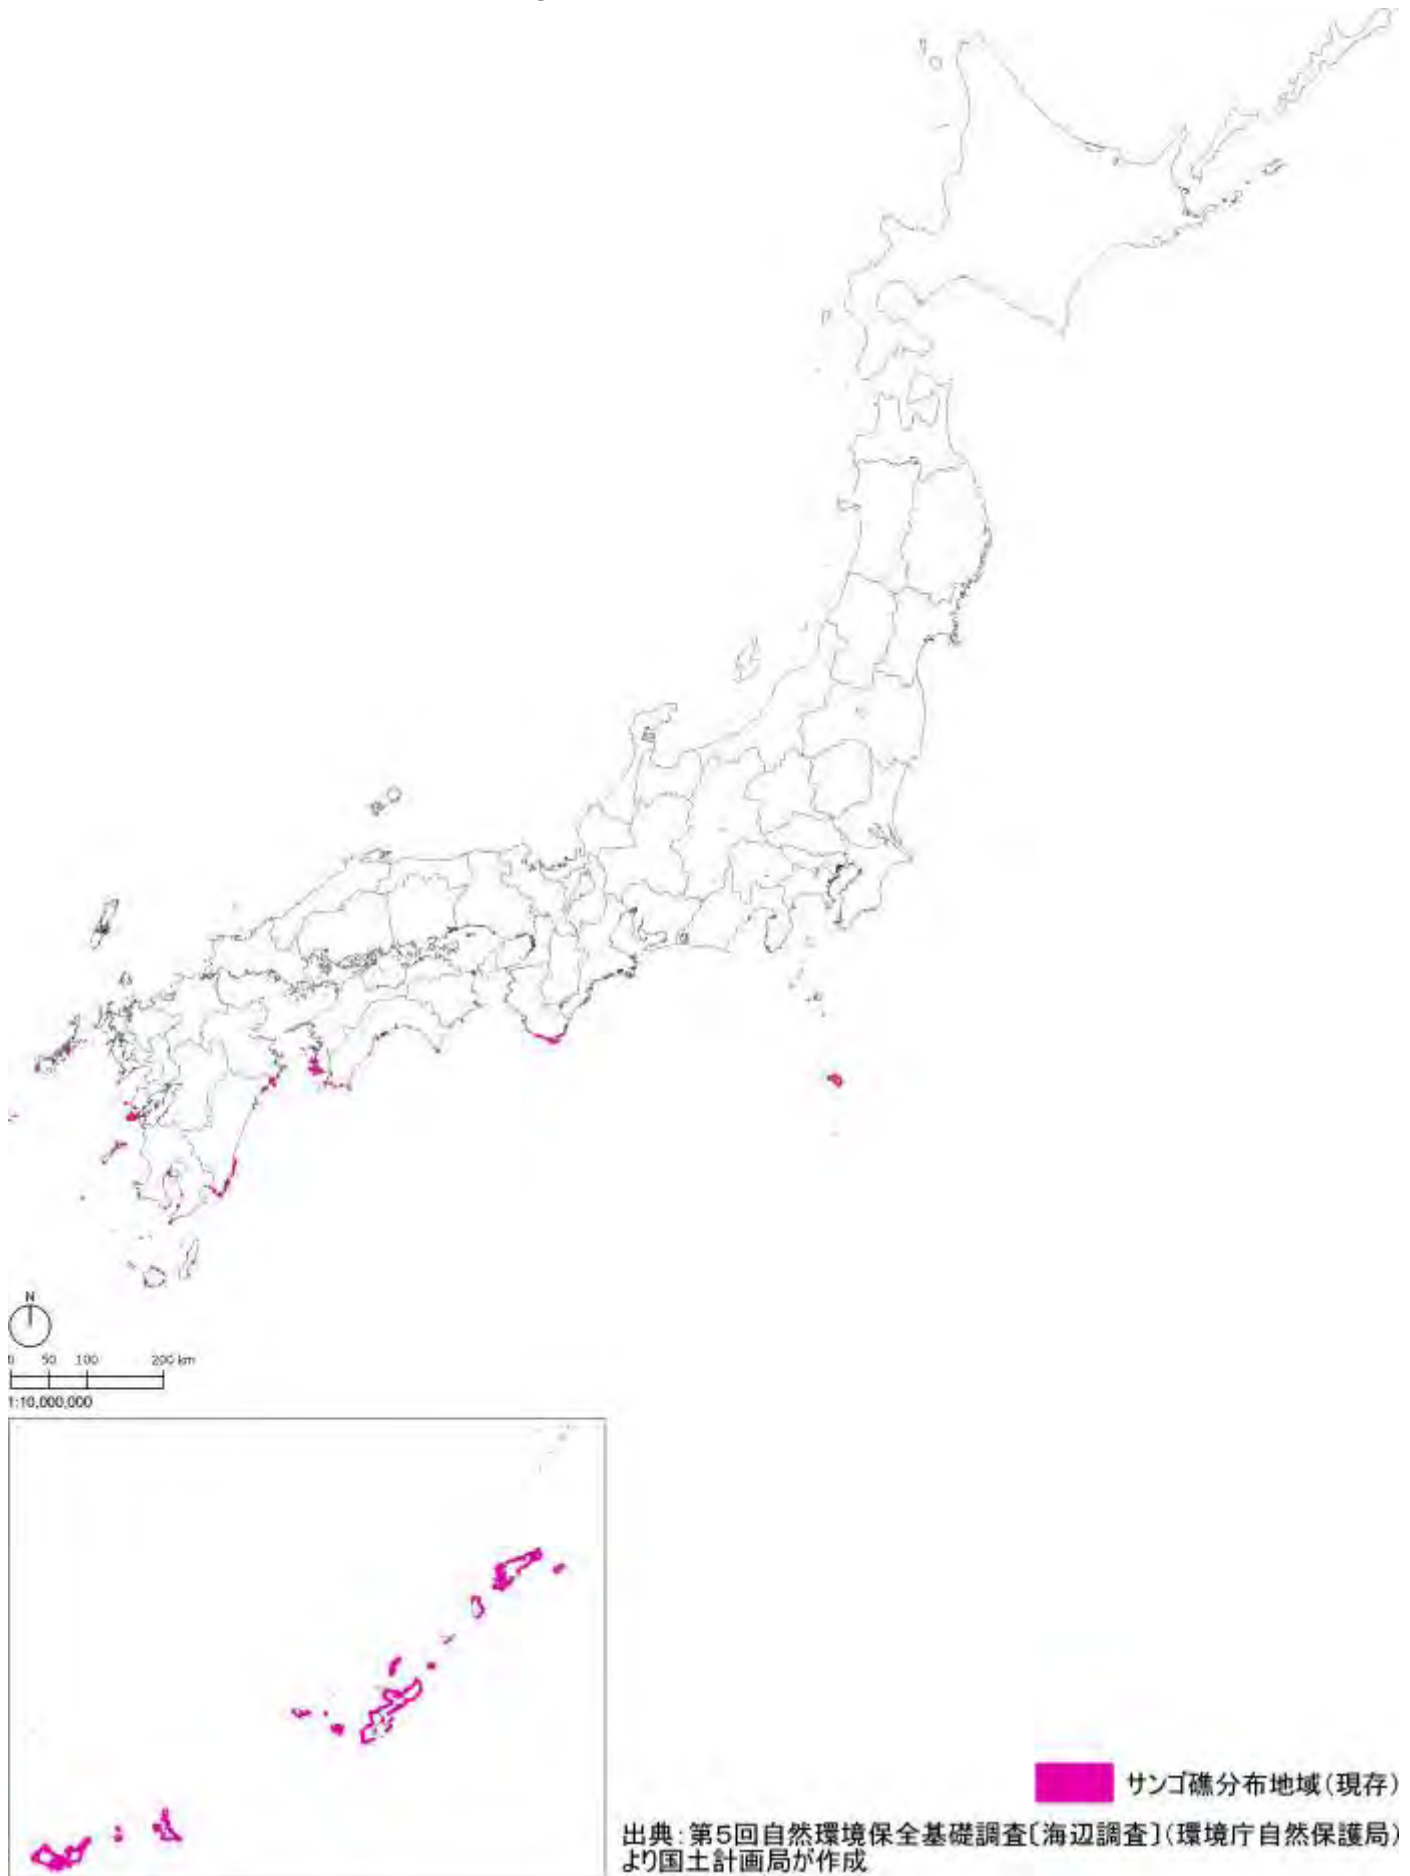 N
0 50 100 200 km
1:10,000,000
サンゴ礁分布地域(現存)
出典:第5回自然環境保全基礎調査〔海辺調査〕(環境庁自然保護局)
より国土計画局が作成